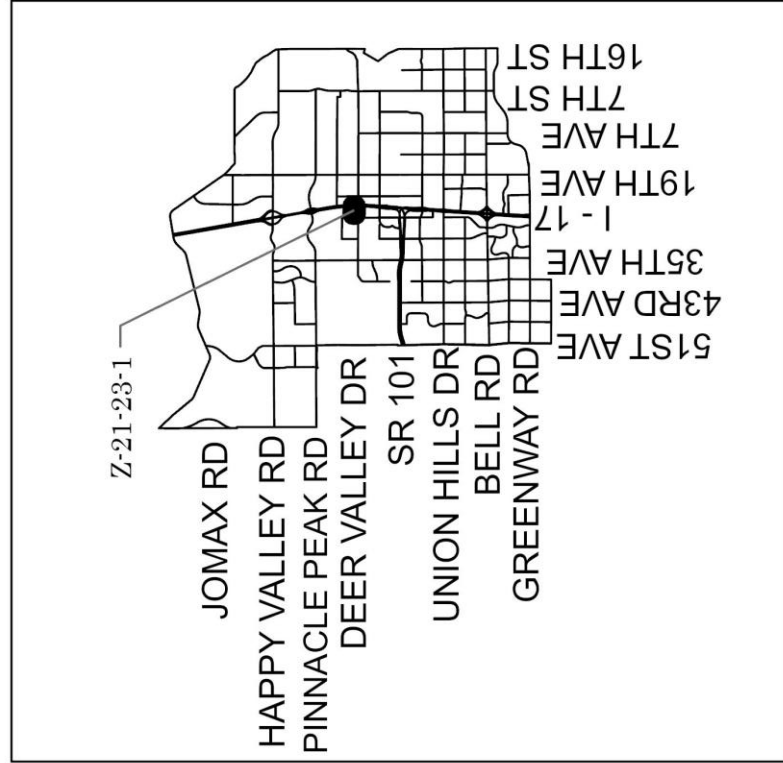 Z-21-23-1
JOMAX RD
HAPPY VALLEY RD
PINNACLE PEAK RD
DEER VALLEY DR
SR 101
UNION HILLS DR
BELL RD
GREENWAY RD
51ST AVE
43RD AVE
35TH AVE
I - 17
19TH AVE
7TH AVE
7TH ST
16TH ST